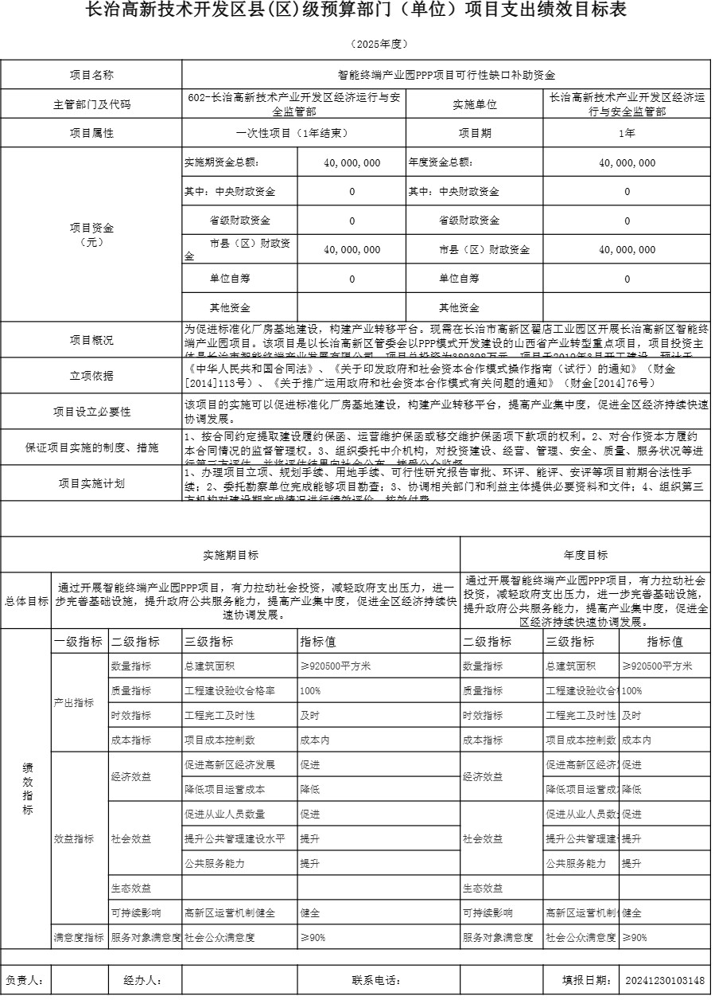 长治高新技术开发区县(区)级预算部门（单位）项目支出绩效目标表
（2025年度）
项目名称 智能终端产业园PPP项目可行性缺口补助资金
主管部门及代码 602-长治高新技术产业开发区经济运行与安全监管部 实施单位 长治高新技术产业开发区经济运行与安全监管部
项目属性 一次性项目（1年结束） 项目期 1年
项目资金
（元）
实施期资金总额： 40,000,000 年度资金总额： 40,000,000
其中：中央财政资金 0 其中：中央财政资金 0
省级财政资金 0 省级财政资金 0
市县（区）财政资金 40,000,000 市县（区）财政资金 40,000,000
单位自筹 0 单位自筹 0
其他资金 其他资金
项目概况
为促进标准化厂房基地建设，构建产业转移平台。现需在长治市高新区翟店工业园区开展长治高新区智能终
端产业园项目。该项目是以长治高新区管委会以PPP模式开发建设的山西省产业转型重点项目，项目投资主
立项依据
《中华人民共和国合同法》、《关于印发政府和社会资本合作模式操作指南（试行）的通知》（财金
[2014]113号）、《关于推广运用政府和社会资本合作模式有关问题的通知》（财金[2014]76号）
项目设立必要性
该项目的实施可以促进标准化厂房基地建设，构建产业转移平台，提高产业集中度，促进全区经济持续快速
协调发展。
保证项目实施的制度、措施
1、按合同约定提取建设履约保函、运营维护保函或移交维护保函项下款项的权利。2、对合作资本方履约
本合同情况的监督管理权。3、组织委托中介机构，对投资建设、经营、管理、安全、质量、服务状况等进
行第三方评估，并将评估结果向社会公布，接受公众监督
项目实施计划
1、办理项目立项、规划手续、用地手续、可行性研究报告审批、环评、能评、安评等项目前期合法性手
续；2、委托勘察单位完成能够项目勘查；3、协调相关部门和利益主体提供必要资料和文件；4、组织第三
方机构对建设期完成情况进行绩效评价，按效付费
实施期目标 年度目标
总体目标
通过开展智能终端产业园PPP项目，有力拉动社会投资，减轻政府支出压力，进一
步完善基础设施，提升政府公共服务能力，提高产业集中度，促进全区经济持续快
速协调发展。
通过开展智能终端产业园PPP项目，有力拉动社会
投资，减轻政府支出压力，进一步完善基础设施，
提升政府公共服务能力，提高产业集中度，促进全
区经济持续快速协调发展。
绩效指标
一级指标 二级指标 三级指标 指标值 二级指标 三级指标 指标值
产出指标
数量指标 总建筑面积 ≥920500平方米 数量指标 总建筑面积 ≥920500平方米
质量指标 工程建设验收合格率 100% 质量指标 工程建设验收合 100%
时效指标 工程完工及时性 及时 时效指标 工程完工及时性 及时
成本指标 项目成本控制数 成本内 成本指标 项目成本控制数 成本内
效益指标
经济效益 促进高新区经济发展 促进 经济效益 促进高新区经济 促进
降低项目运营成本 降低 降低项目运营成 降低
社会效益 促进从业人员数量 促进 社会效益 促进从业人员数 促进
提升公共管理建设水平 提升 提升公共管理建 提升
公共服务能力 提升 公共服务能力 提升
生态效益 生态效益
可持续影响 高新区运营机制健全 健全 可持续影响 高新区运营机制 健全
满意度指标 服务对象满意度 社会公众满意度 ≥90% 服务对象满意度 社会公众满意度 ≥90%
负责人： 经办人： 联系电话： 填报日期： 20241230103148